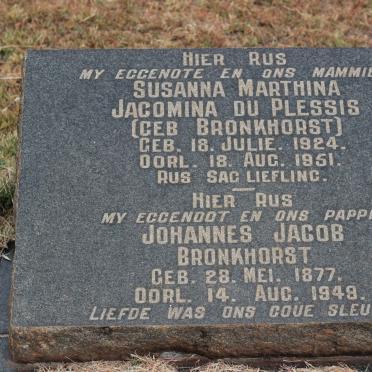 HIER RUS
MY EGGENOTE EN ONS MAMMIE
SUSANNA MARTHINA
JACOMINA DU PLESSIS
(GEB BRONKHORST)
GEB. 18. JULIE. 1924.
OORL. 18. AUG. 1951.
RUS SAG LIEFLING.
HIER RUS
MY EGGENOOT EN ONS PAPP
JOHANNES JACOB
BRONKHORST
GEB. 28. MEI. 1877.
OORL. 14. AUG. 1949.
LIEFDE WAS ONS GOUE SLEU